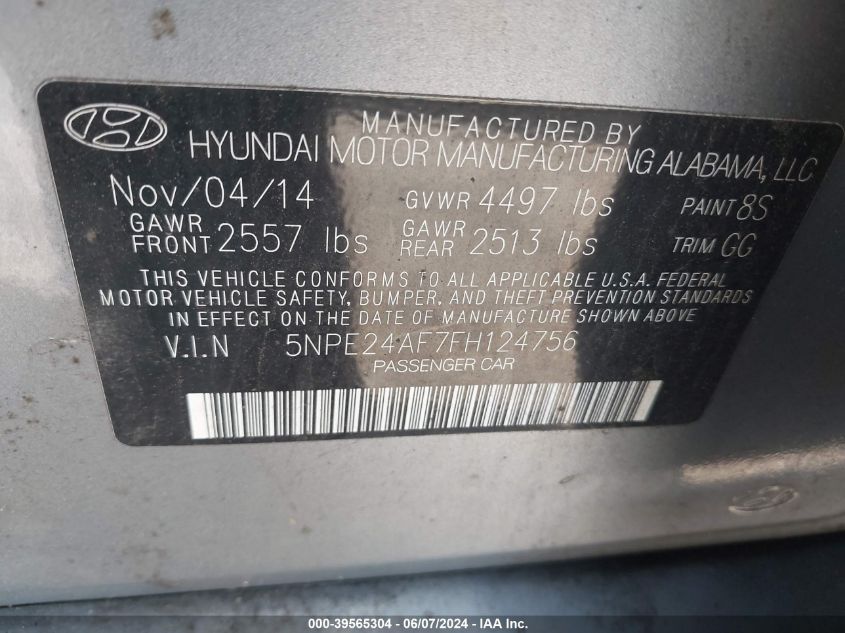 MANUFACTURED BY
HYUNDAI MOTOR MANUFACTURING ALABAMA, LLC
Nov/04/14 GVWR 4497 lbs PAINT 8S
GAWR FRONT 2557 lbs GAWR REAR 2513 lbs TRIM GG
THIS VEHICLE CONFORMS TO ALL APPLICABLE U.S.A. FEDERAL
MOTOR VEHICLE SAFETY, BUMPER, AND THEFT PREVENTION STANDARDS
IN EFFECT ON THE DATE OF MANUFACTURE SHOWN ABOVE.
V.I.N 5NPE24AF7FH124756
PASSENGER CAR
000-39565304 | 06/07/2024 - IAA Inc.